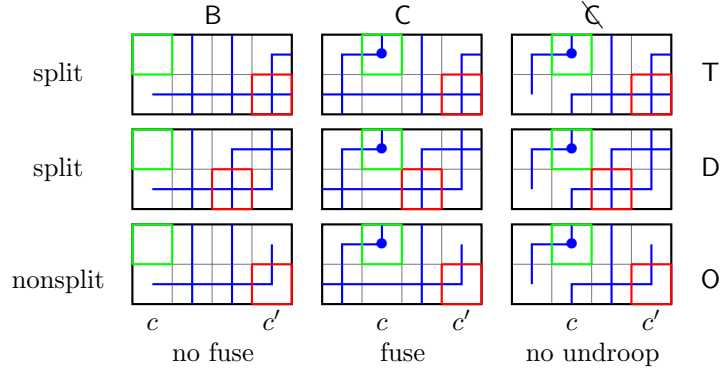 B C C
split T
split D
nonsplit O
c c′ c c′ c c′
no fuse fuse no undroop